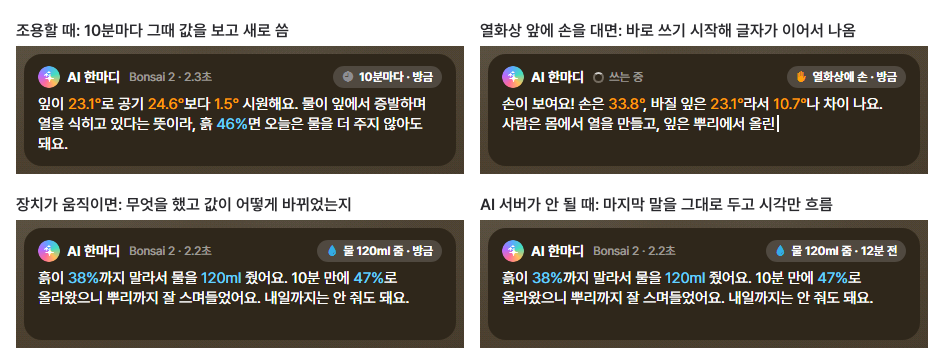 조용할 때: 10분마다 그때 값을 보고 새로 씀
AI 한마디 Bonsai 2 · 2.3초 10분마다 · 방금
잎이 23.1°로 공기 24.6°보다 1.5° 시원해요. 물이 잎에서 증발하며
열을 식히고 있다는 뜻이라, 흙 46%면 오늘은 물을 더 주지 않아도
돼요.
열화상 앞에 손을 대면: 바로 쓰기 시작해 글자가 이어서 나옴
AI 한마디 쓰는 중 열화상에 손 · 방금
손이 보여요! 손은 33.8°, 바질 잎은 23.1°라서 10.7°나 차이 나요.
사람은 몸에서 열을 만들고, 잎은 뿌리에서 올린
장치가 움직이면: 무엇을 했고 값이 어떻게 바뀌었는지
AI 한마디 Bonsai 2 · 2.2초 물 120ml 줌 · 방금
흙이 38%까지 말라서 물을 120ml 줬어요. 10분 만에 47%로
올라왔으니 뿌리까지 잘 스며들었어요. 내일까지는 안 줘도 돼요.
AI 서버가 안 될 때: 마지막 말을 그대로 두고 시각만 흐름
AI 한마디 Bonsai 2 · 2.2초 물 120ml 줌 · 12분 전
흙이 38%까지 말라서 물을 120ml 줬어요. 10분 만에 47%로
올라왔으니 뿌리까지 잘 스며들었어요. 내일까지는 안 줘도 돼요.